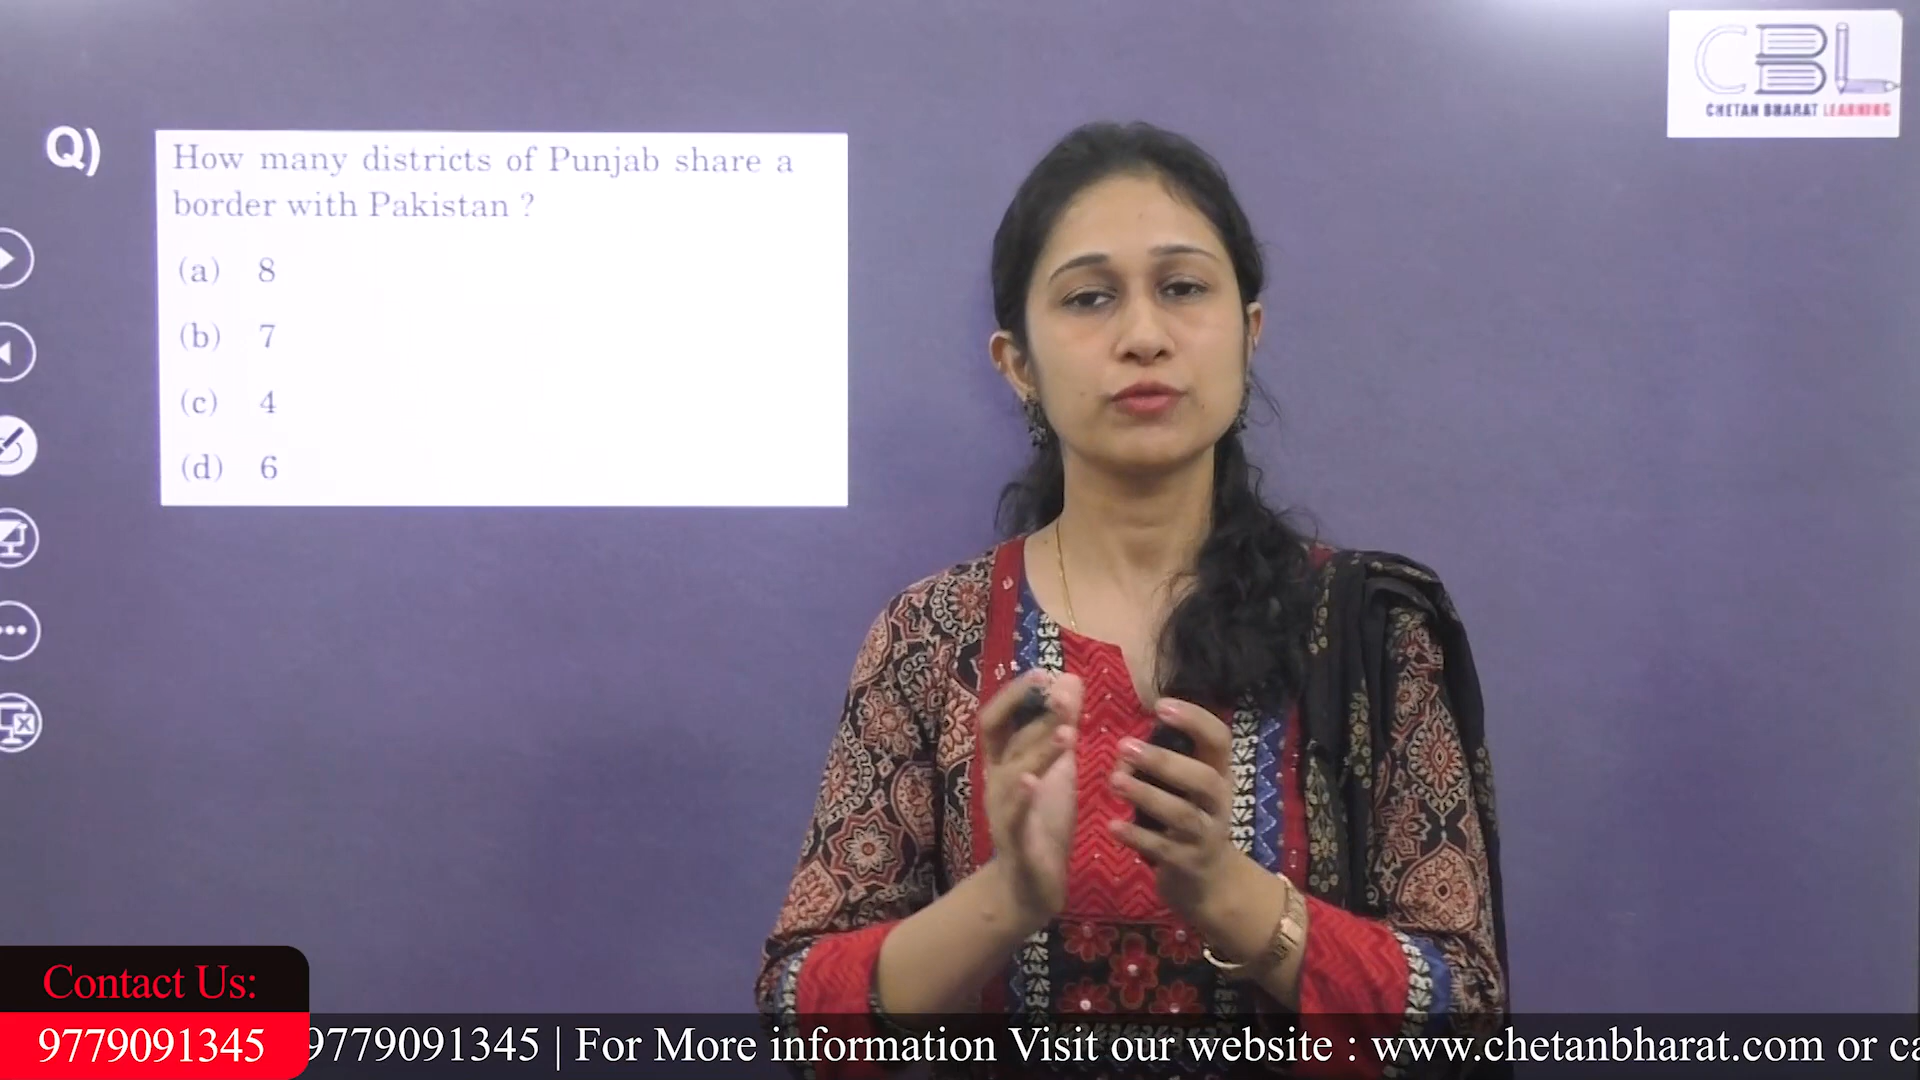 CBL
CHETAN BHARAT LEARNING
Q)
How many districts of Punjab share a
border with Pakistan ?
(a) 8
(b) 7
(c) 4
(d) 6
Contact Us:
9779091345
9779091345 | For More information Visit our website : www.chetanbharat.com or ca